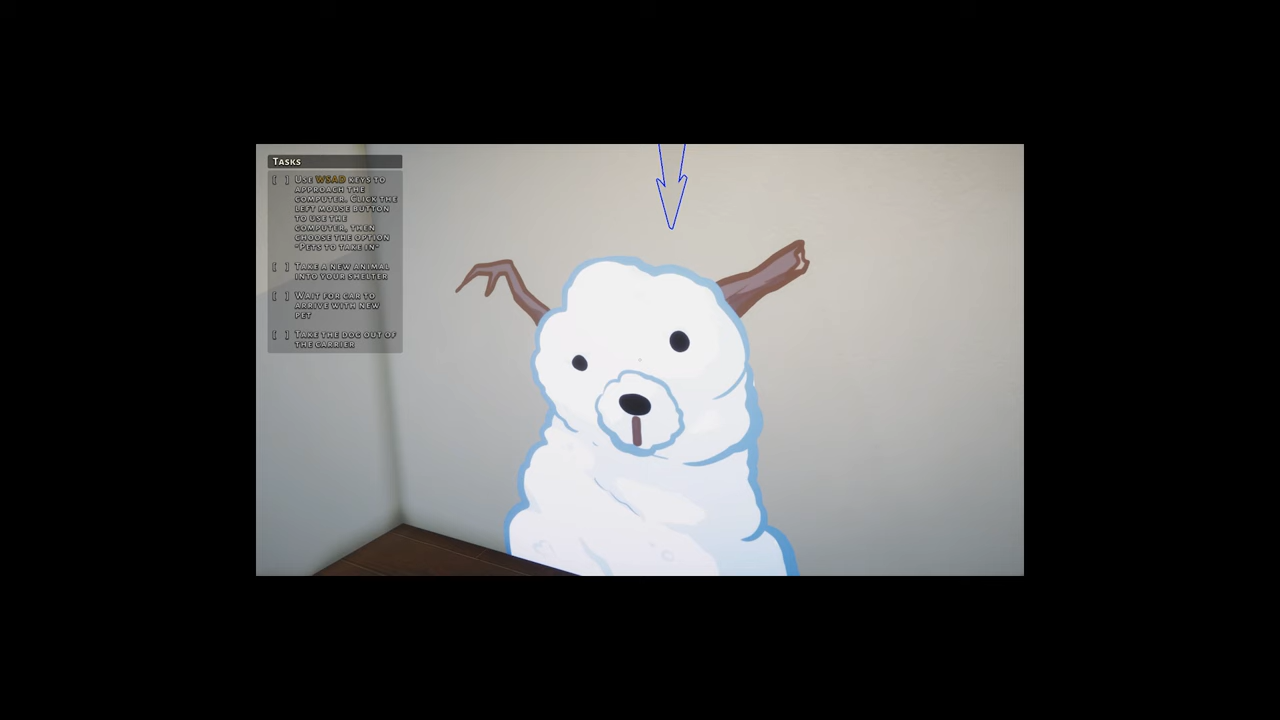 Tasks
[ ] Use WSAD keys to
approach the
computer. Click the
left mouse button
to use the
computer, then
choose the option
"Pets to take in"
[ ] Take a new animal
into your shelter
[ ] Wait for car to
arrive with new
pet
[ ] Take the dog out of
the carrier